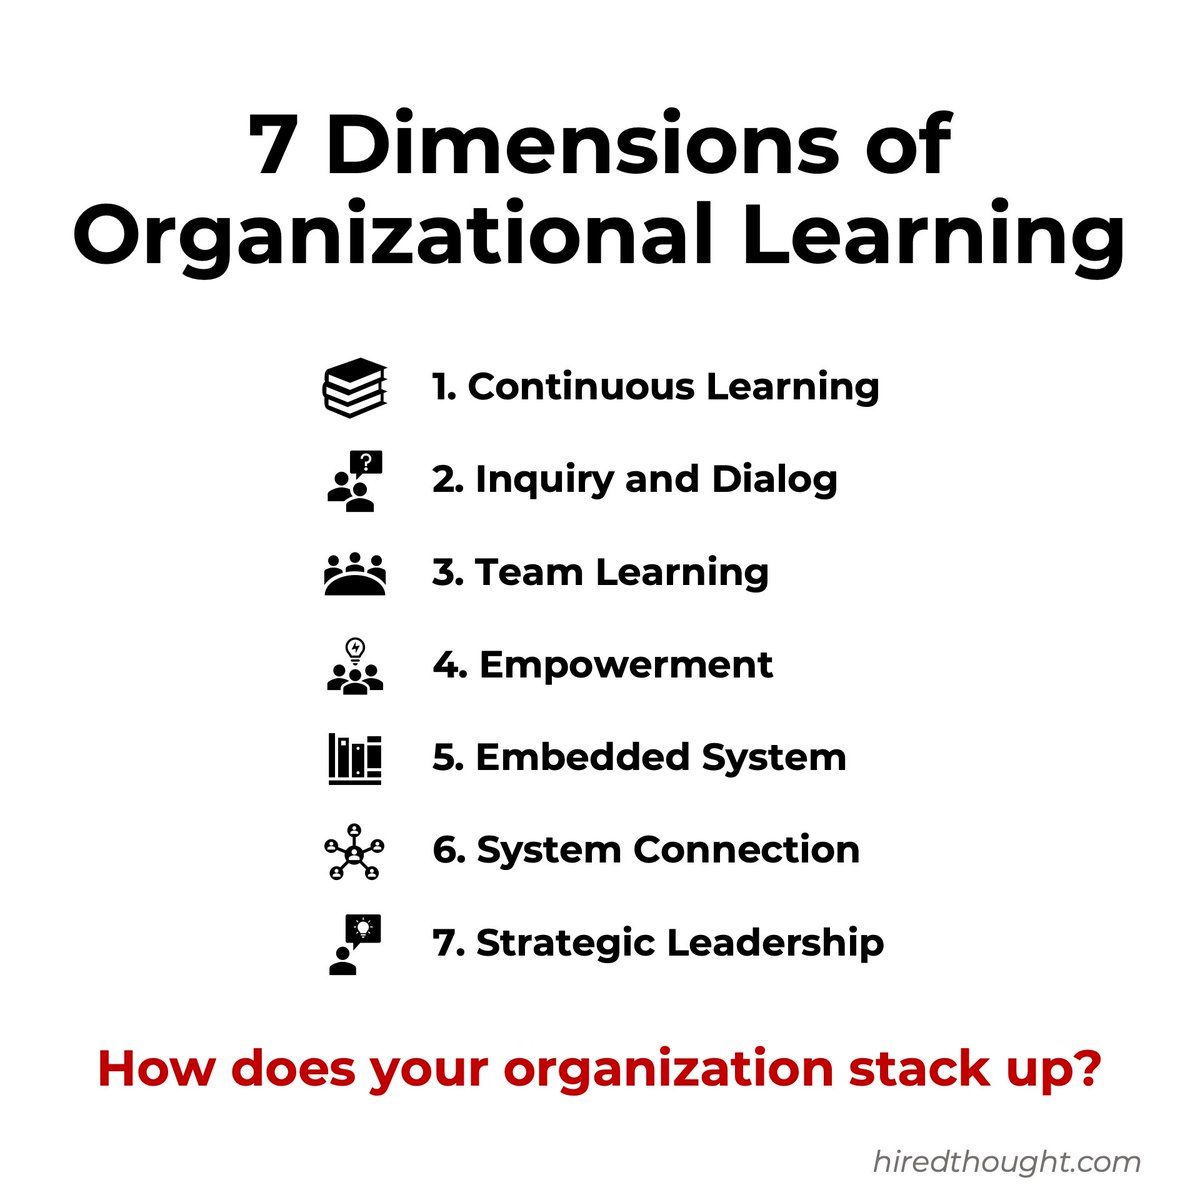 7 Dimensions of
Organizational Learning
1. Continuous Learning
?
2. Inquiry and Dialog
3. Team Learning
4. Empowerment
5. Embedded System
6. System Connection
7. Strategic Leadership
How does your organization stack up?
hiredthought.com